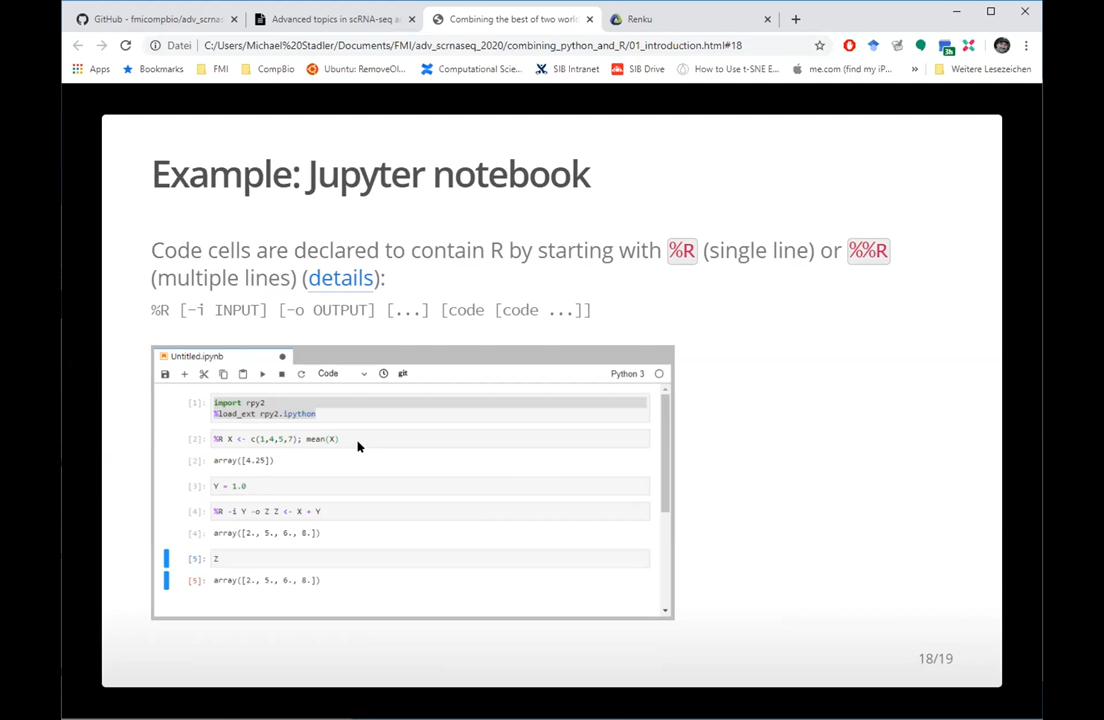 GitHub - fmicompbio/adv_scrnas
Advanced topics in scRNA-seq a
Combining the best of two worl
Renku
Datei
C:/Users/Michael%20Stadler/Documents/FMI/adv_scrnaseq_2020/combining_python_and_R/01_introduction.html#18
3h
Apps
Bookmarks
FMI
CompBio
Ubuntu: RemoveOl...
Computational Scie...
SIB Intranet
SIB Drive
How to Use t-SNE E...
me.com (find my iP...
»
Weitere Lesezeichen
Example: Jupyter notebook
Code cells are declared to contain R by starting with %R (single line) or %%R
(multiple lines) (details):
%R [-i INPUT] [-o OUTPUT] [...] [code [code ...]]
Untitled.ipynb
Code
git
Python 3
[1]: import rpy2
%load_ext rpy2.ipython
[2]: %R X <- c(1,4,5,7); mean(X)
[2]: array([4.25])
[3]: Y = 1.0
[4]: %R -i Y -o Z Z <- X + Y
[4]: array([2., 5., 6., 8.])
[5]: Z
[5]: array([2., 5., 6., 8.])
18/19